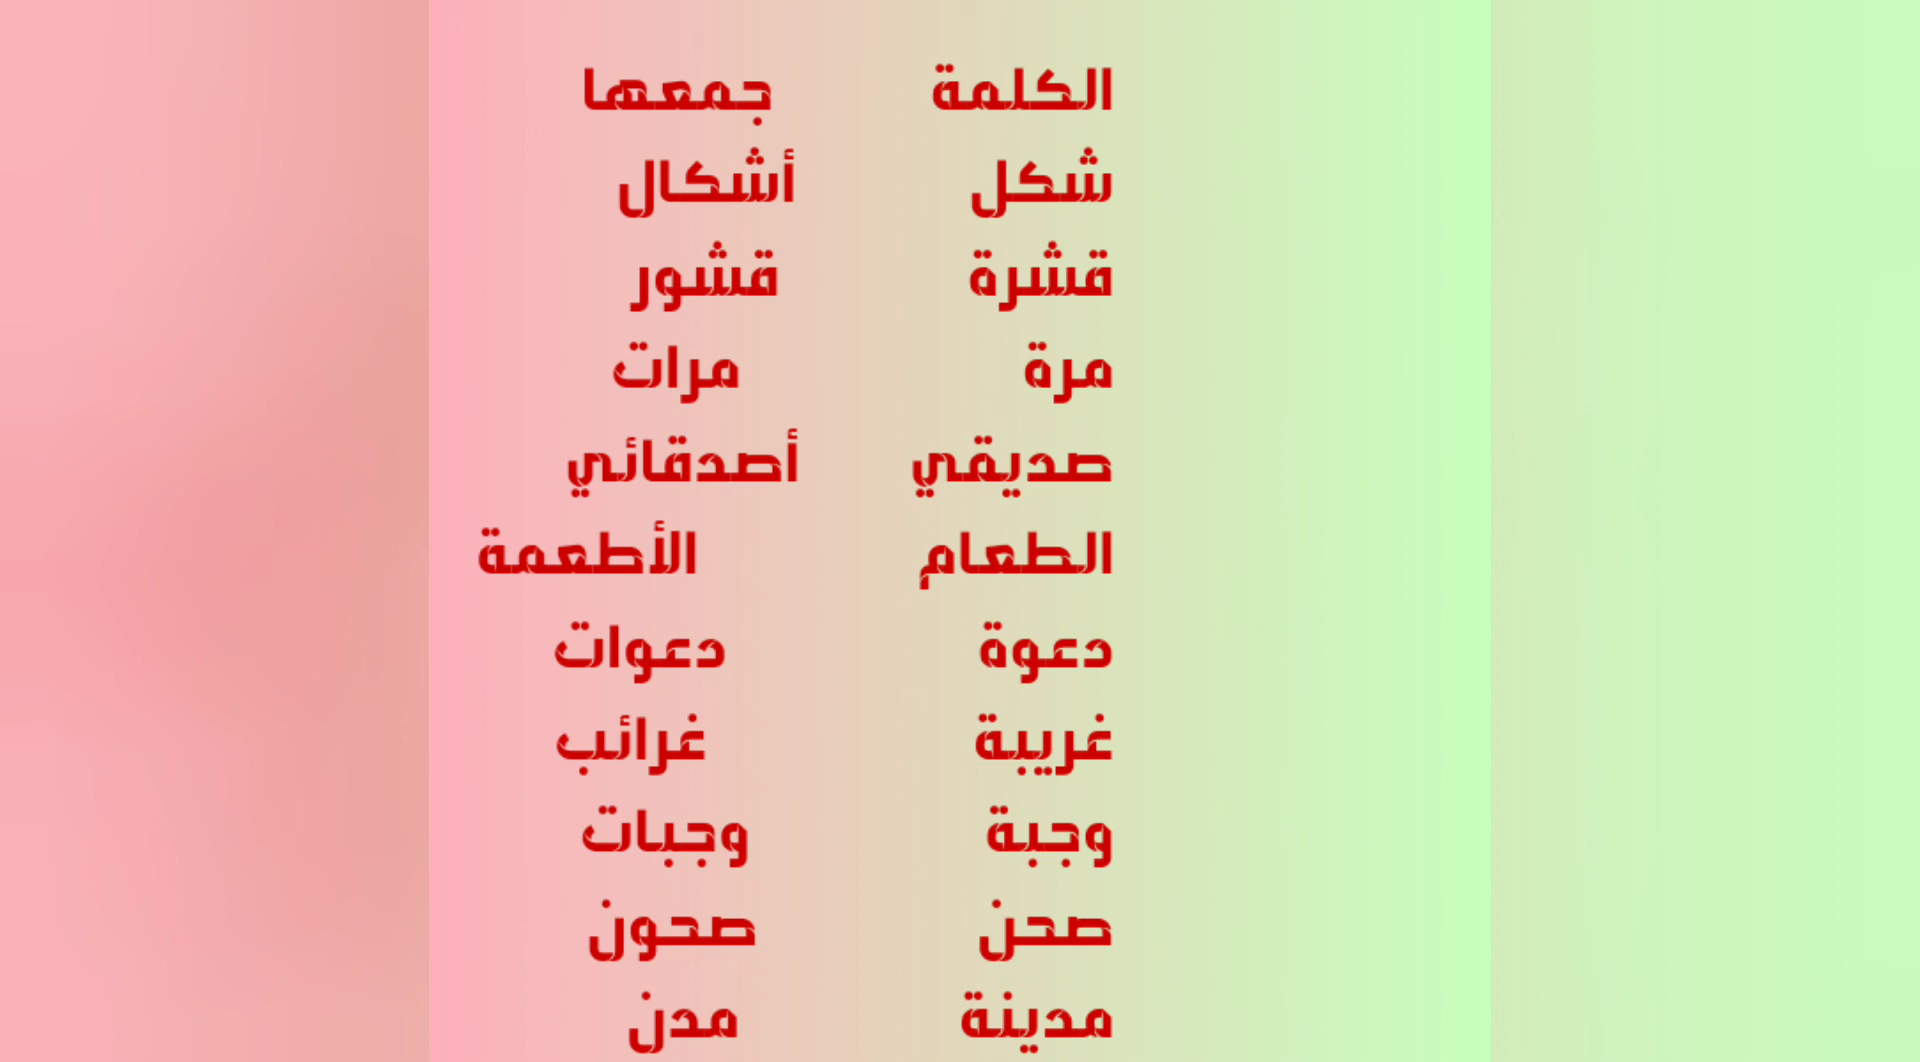 الكلمة جمعها
شكل أشكال
قشرة قشور
مرة مرات
صديقي أصدقائي
الطعام الأطعمة
دعوة دعوات
غريبة غرائب
وجبة وجبات
صحن صحون
مدينة مدن